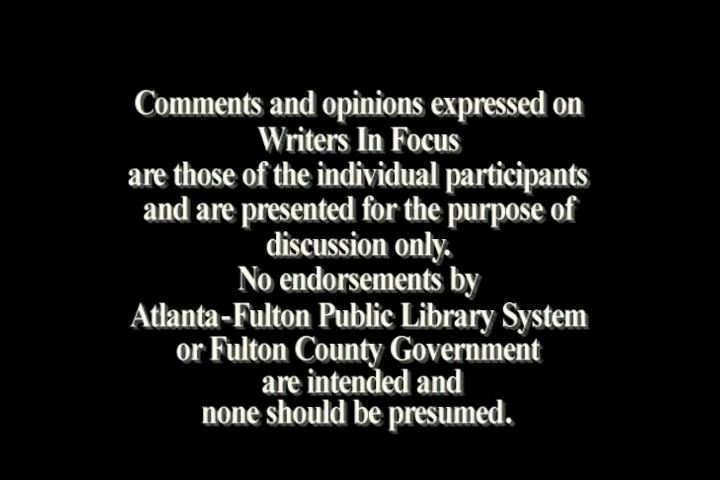 Comments and opinions expressed on
Writers In Focus
are those of the individual participants
and are presented for the purpose of
discussion only.
No endorsements by
Atlanta-Fulton Public Library System
or Fulton County Government
are intended and
none should be presumed.